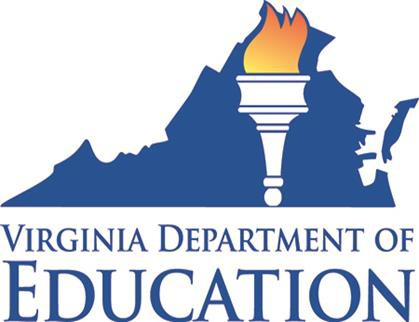 VIRGINIA DEPARTMENT OF
EDUCATION